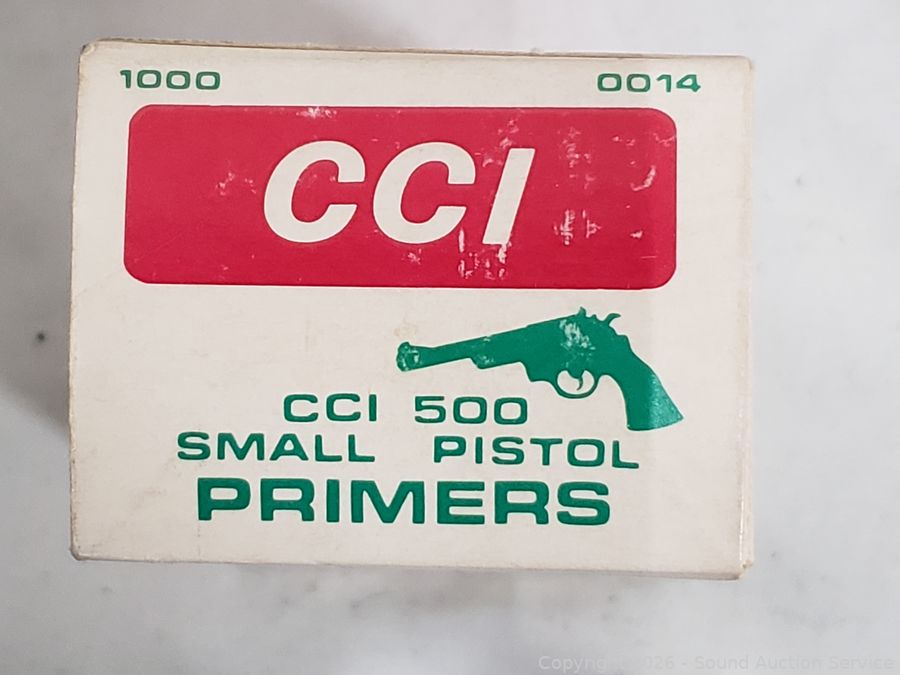 1000 0014
CCI
CCI 500
SMALL PISTOL
PRIMERS
Copyright 2026 - Sound Auction Service